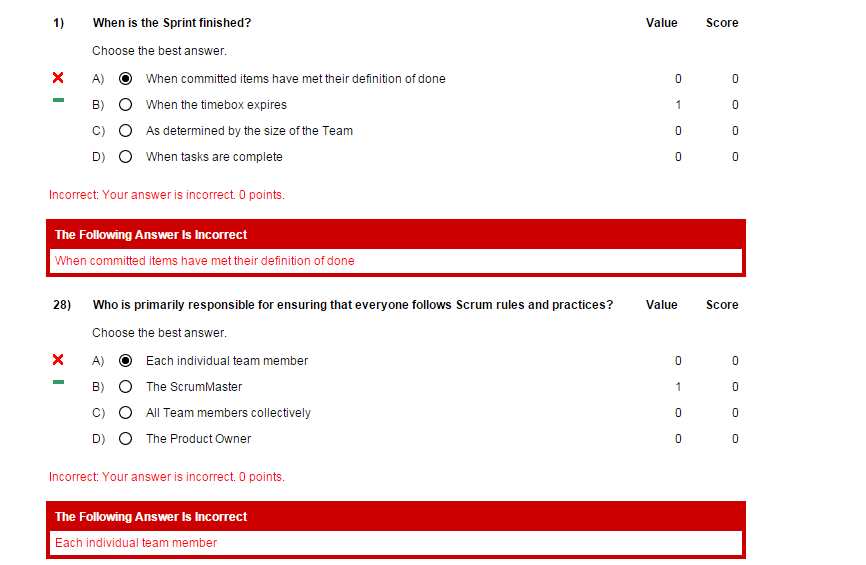 1) When is the Sprint finished? Value Score
Choose the best answer.
A) When committed items have met their definition of done 0 0
B) When the timebox expires 1 0
C) As determined by the size of the Team 0 0
D) When tasks are complete 0 0
Incorrect: Your answer is incorrect, 0 points.
The Following Answer Is Incorrect
When committed items have met their definition of done
28) Who is primarily responsible for ensuring that everyone follows Scrum rules and practices? Value Score
Choose the best answer.
A) Each individual team member 0 0
B) The ScrumMaster 1 0
C) All Team members collectively 0 0
D) The Product Owner 0 0
Incorrect: Your answer is incorrect, 0 points.
The Following Answer Is Incorrect
Each individual team member